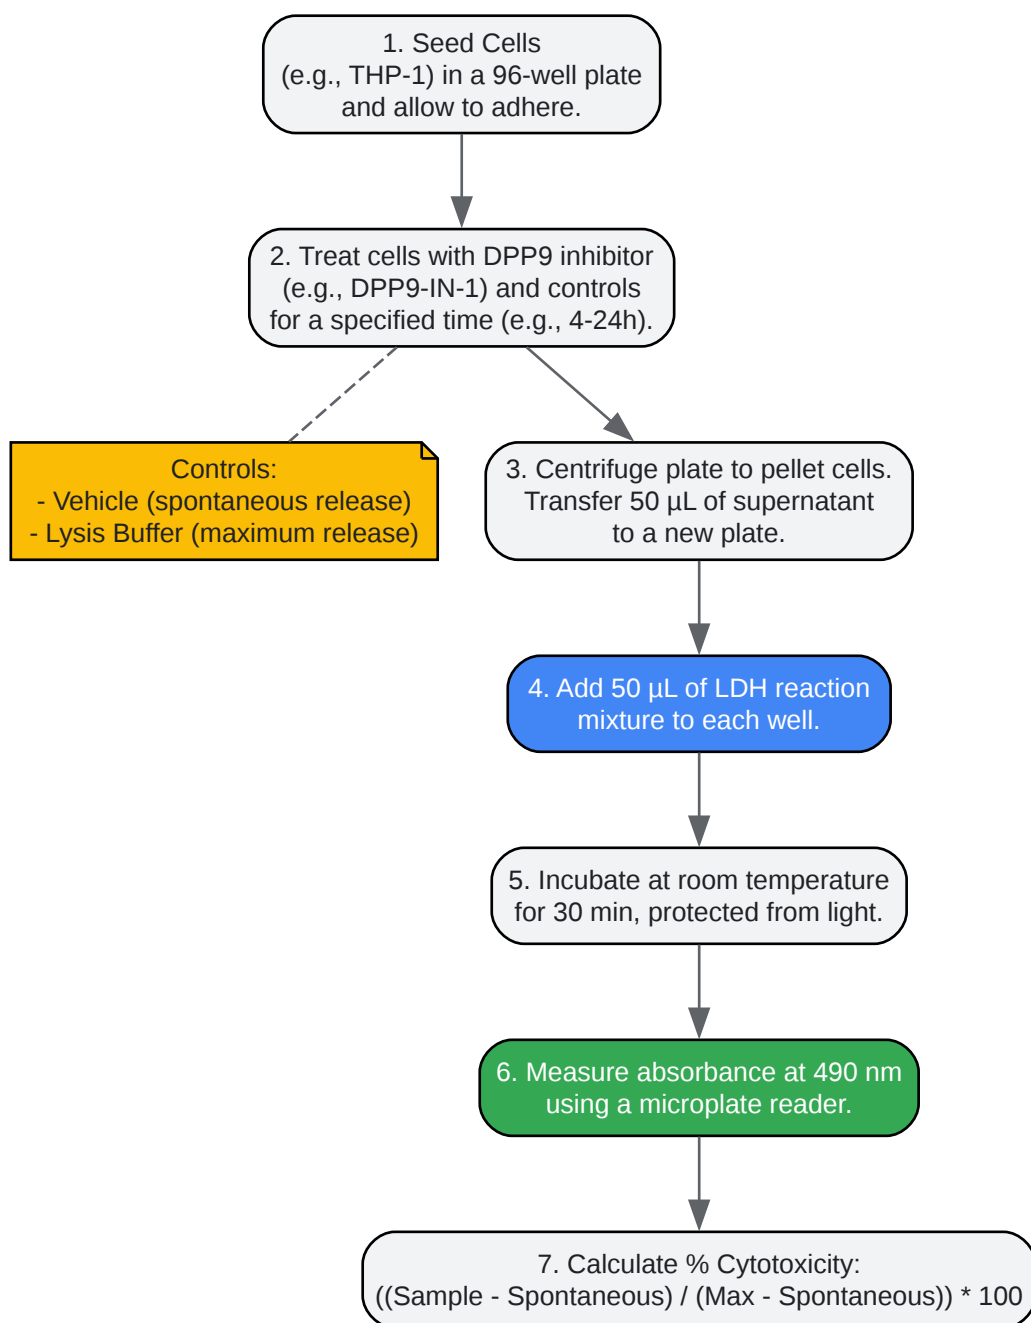 1. Seed Cells
(e.g., THP-1) in a 96-well plate
and allow to adhere.
2. Treat cells with DPP9 inhibitor
(e.g., DPP9-IN-1) and controls
for a specified time (e.g., 4-24h).
Controls:
- Vehicle (spontaneous release)
- Lysis Buffer (maximum release)
3. Centrifuge plate to pellet cells.
Transfer 50 µL of supernatant
to a new plate.
4. Add 50 µL of LDH reaction
mixture to each well.
5. Incubate at room temperature
for 30 min, protected from light.
6. Measure absorbance at 490 nm
using a microplate reader.
7. Calculate % Cytotoxicity:
((Sample - Spontaneous) / (Max - Spontaneous)) * 100